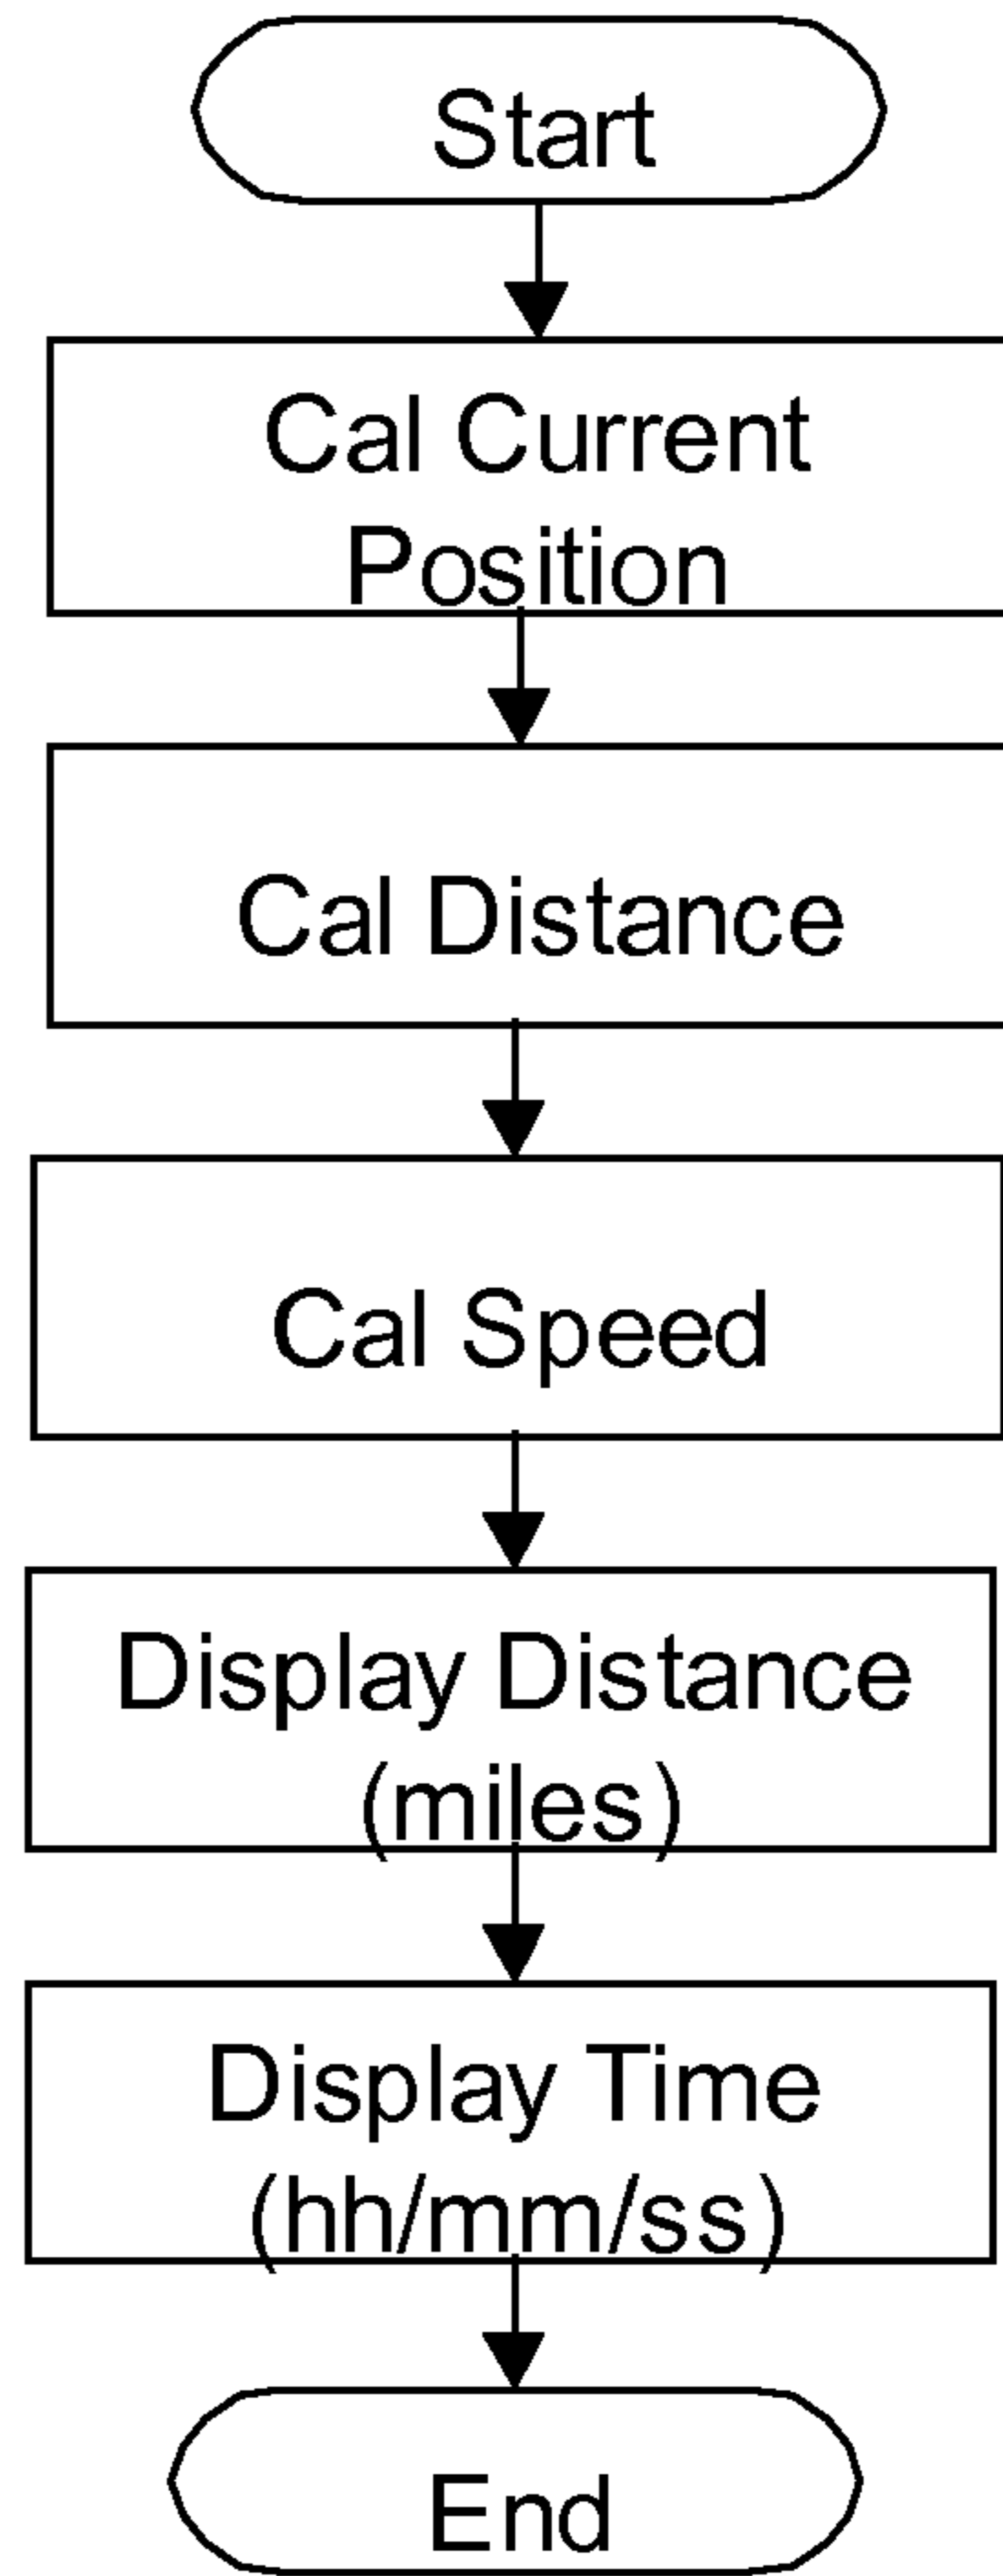 Start
Cal Current
Position
Cal Distance
Cal Speed
Display Distance
(miles)
Display Time
(hh/mm/ss)
End